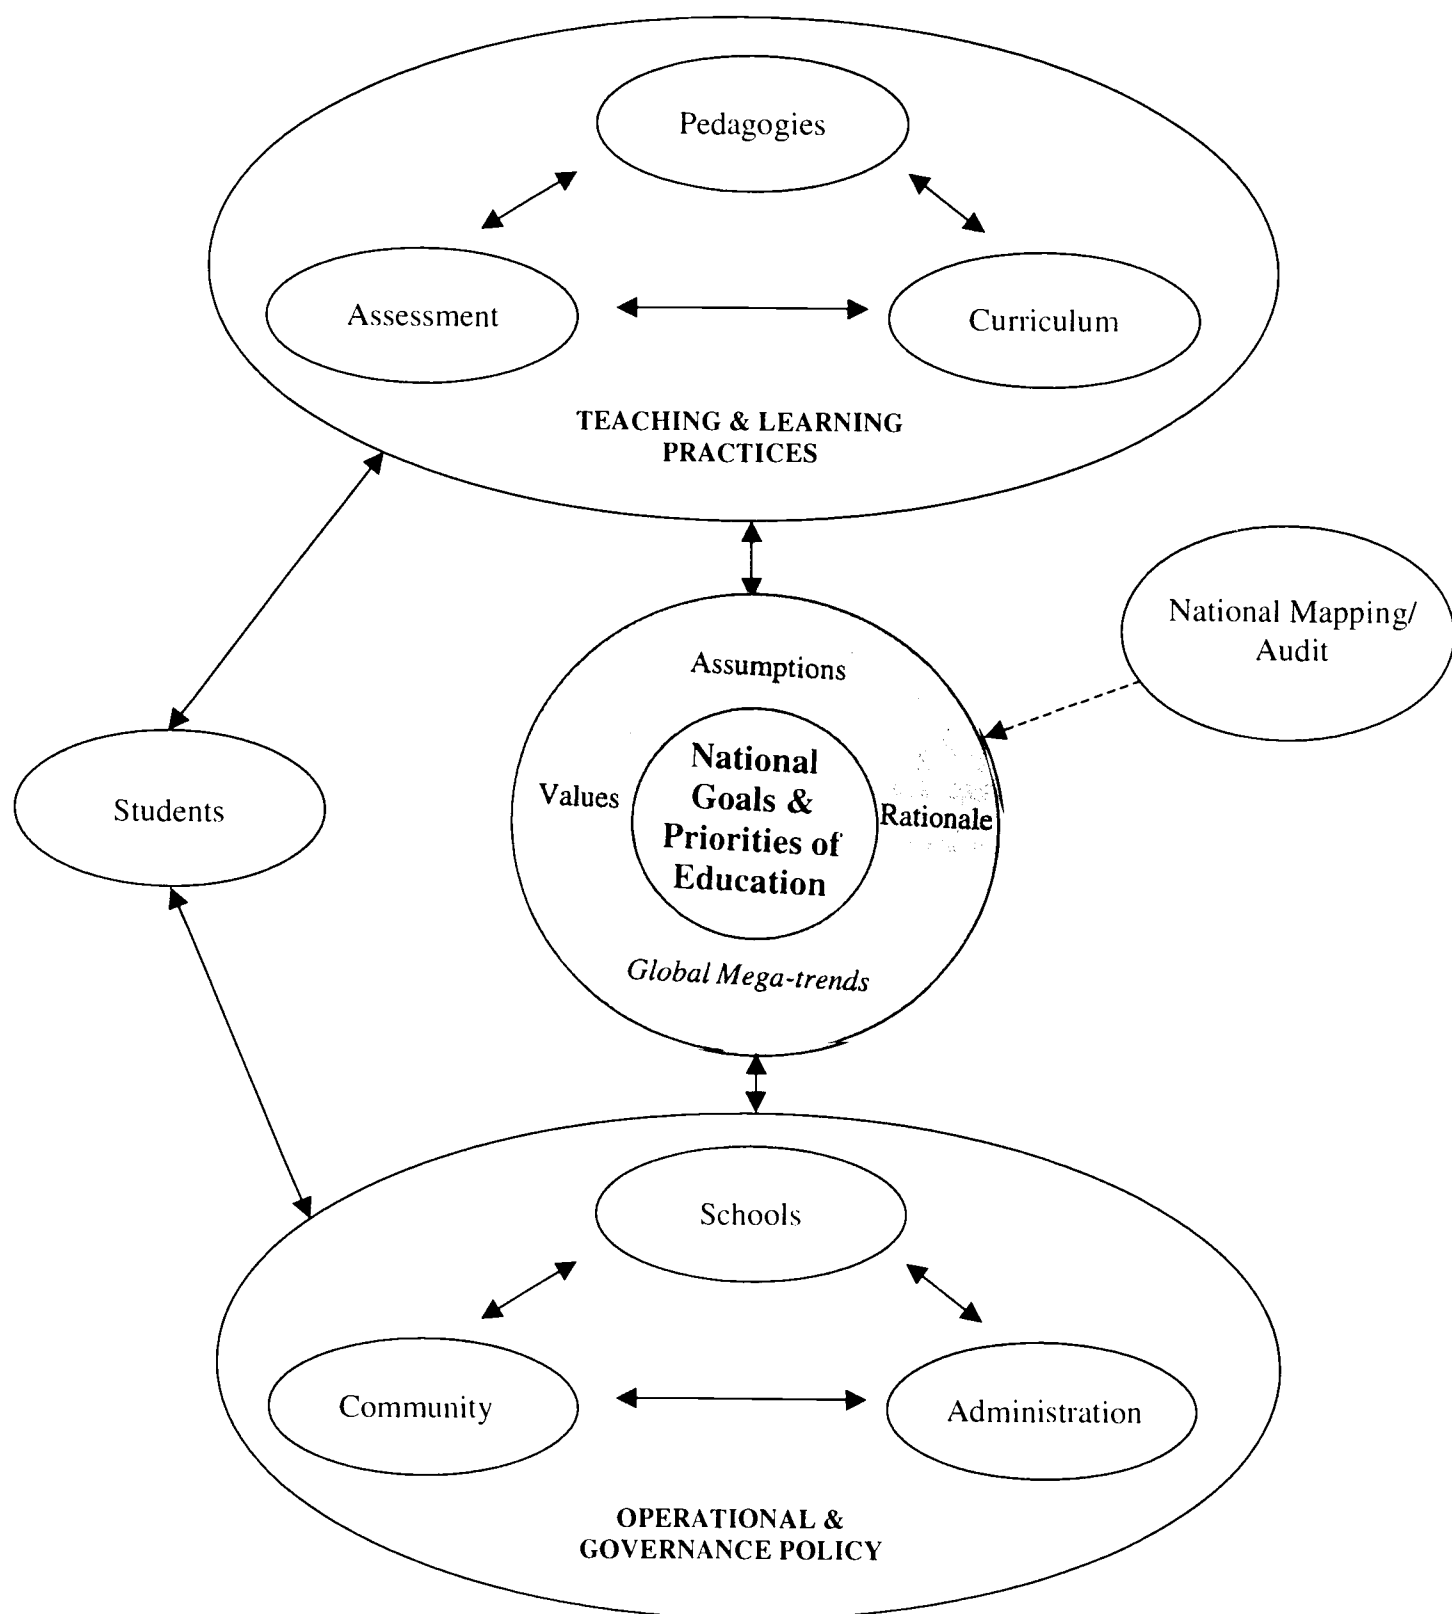 Pedagogies
Assessment
Curriculum
TEACHING & LEARNING
PRACTICES
National Mapping/
Audit
Assumptions
Values
National
Goals &
Priorities of
Education
Rationale
Students
Global Mega-trends
Schools
Community
Administration
OPERATIONAL &
GOVERNANCE POLICY